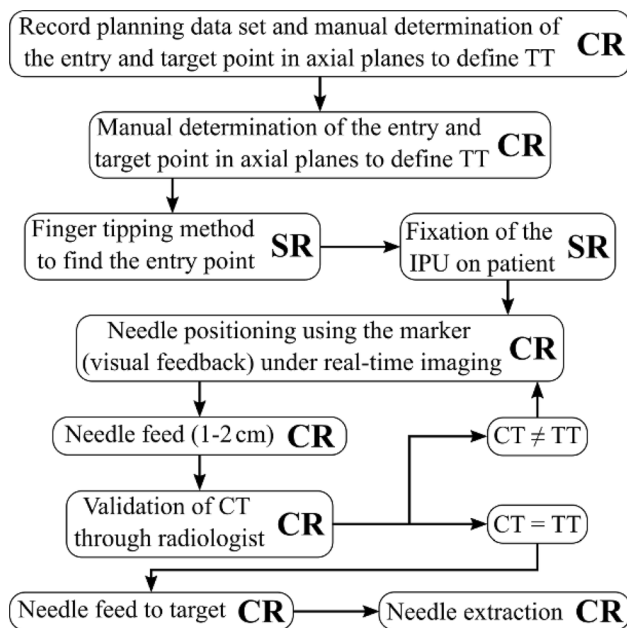 Record planning data set and manual determination of
the entry and target point in axial planes to define TT
CR
Manual determination of the entry and
target point in axial planes to define TT
CR
Finger tipping method
to find the entry point
SR
Fixation of the
IPU on patient
SR
Needle positioning using the marker
(visual feedback) under real-time imaging
CR
Needle feed (1-2 cm) CR
CT ≠ TT
Validation of CT
through radiologist
CR
CT = TT
Needle feed to target CR
Needle extraction CR